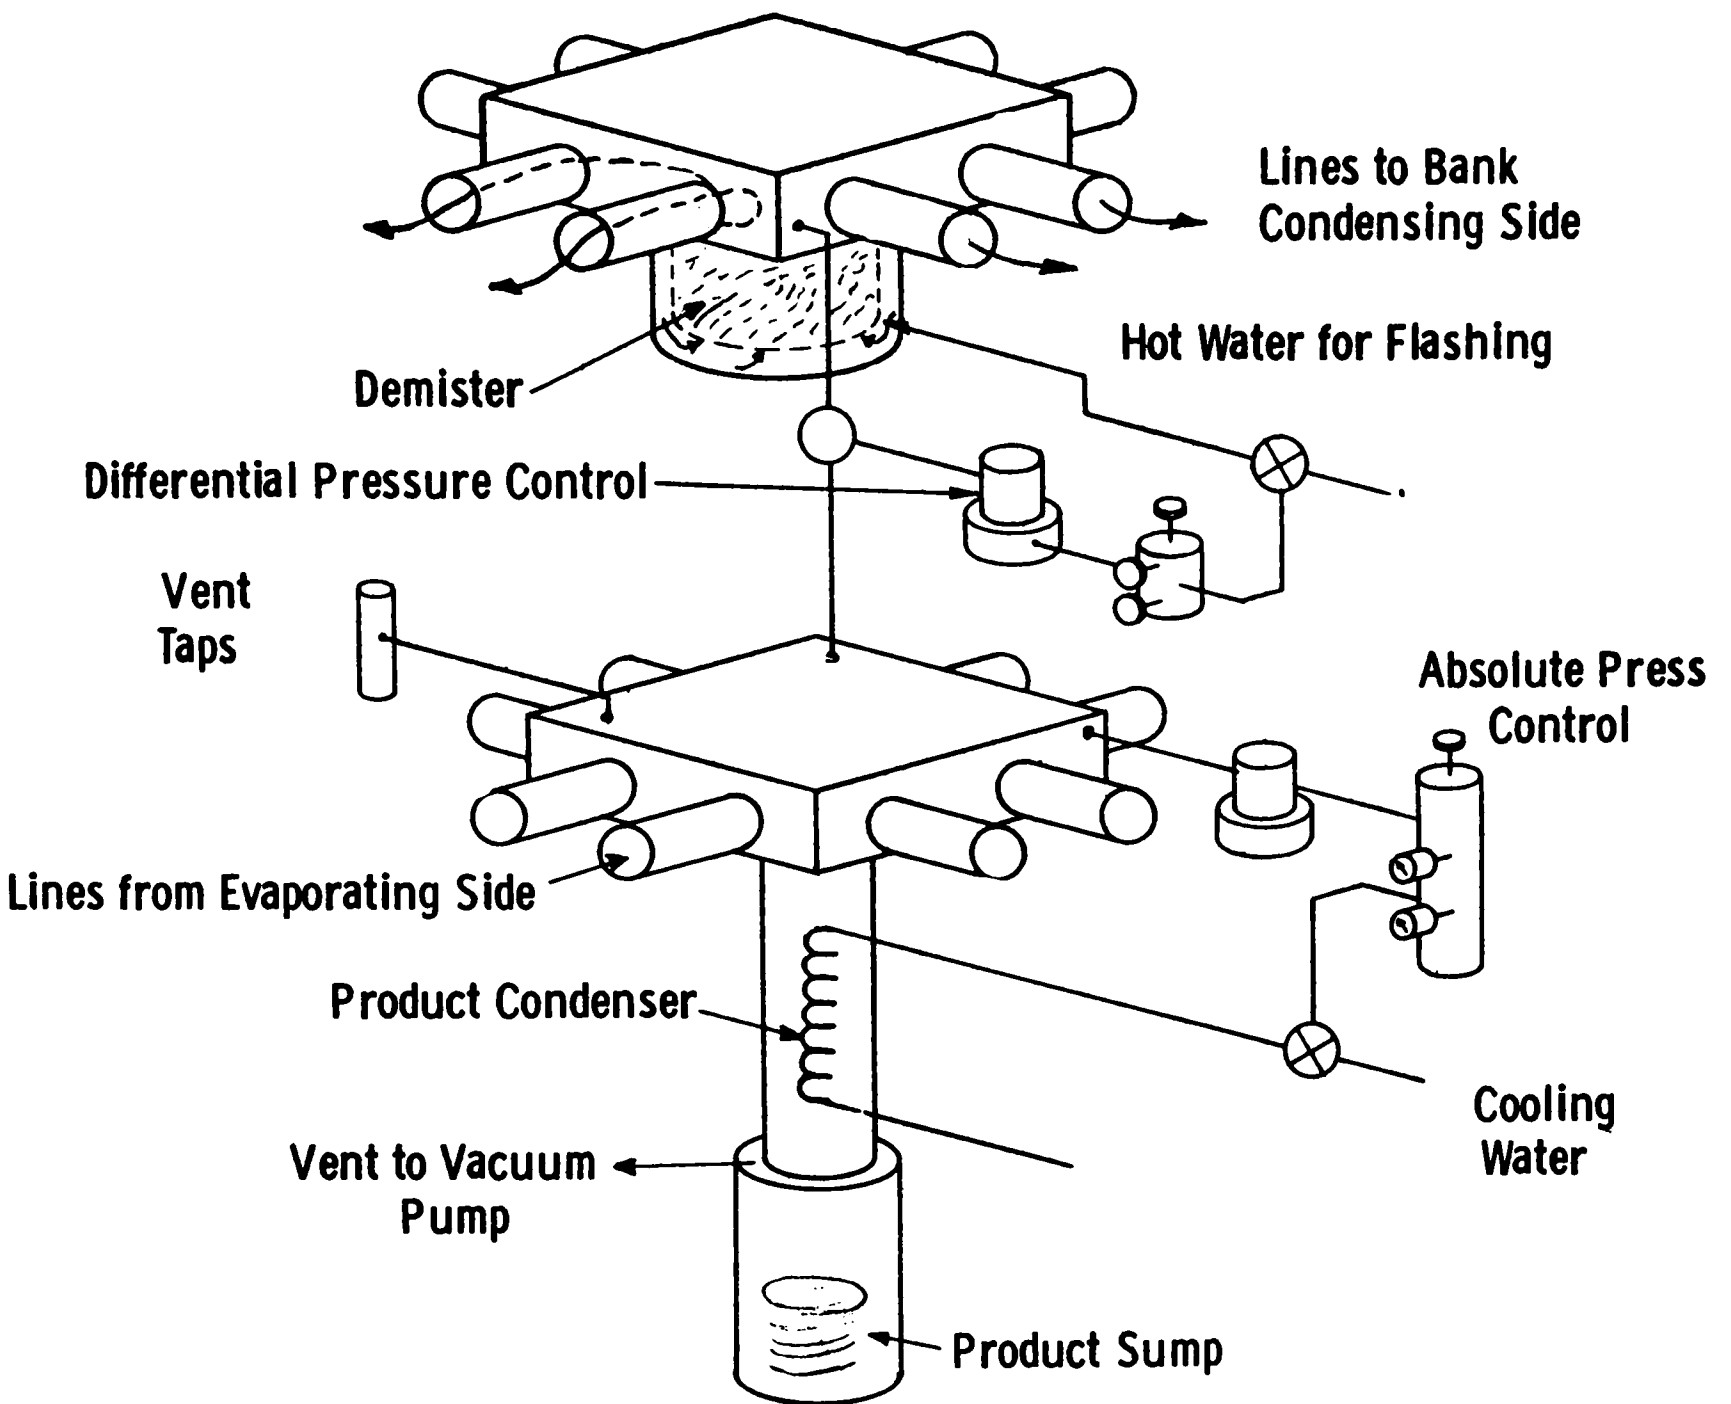 Lines to Bank
Condensing Side
Hot Water for Flashing
Demister
Differential Pressure Control
Vent
Taps
Absolute Press
Control
Lines from Evaporating Side
Product Condenser
Cooling
Water
Vent to Vacuum
Pump
Product Sump